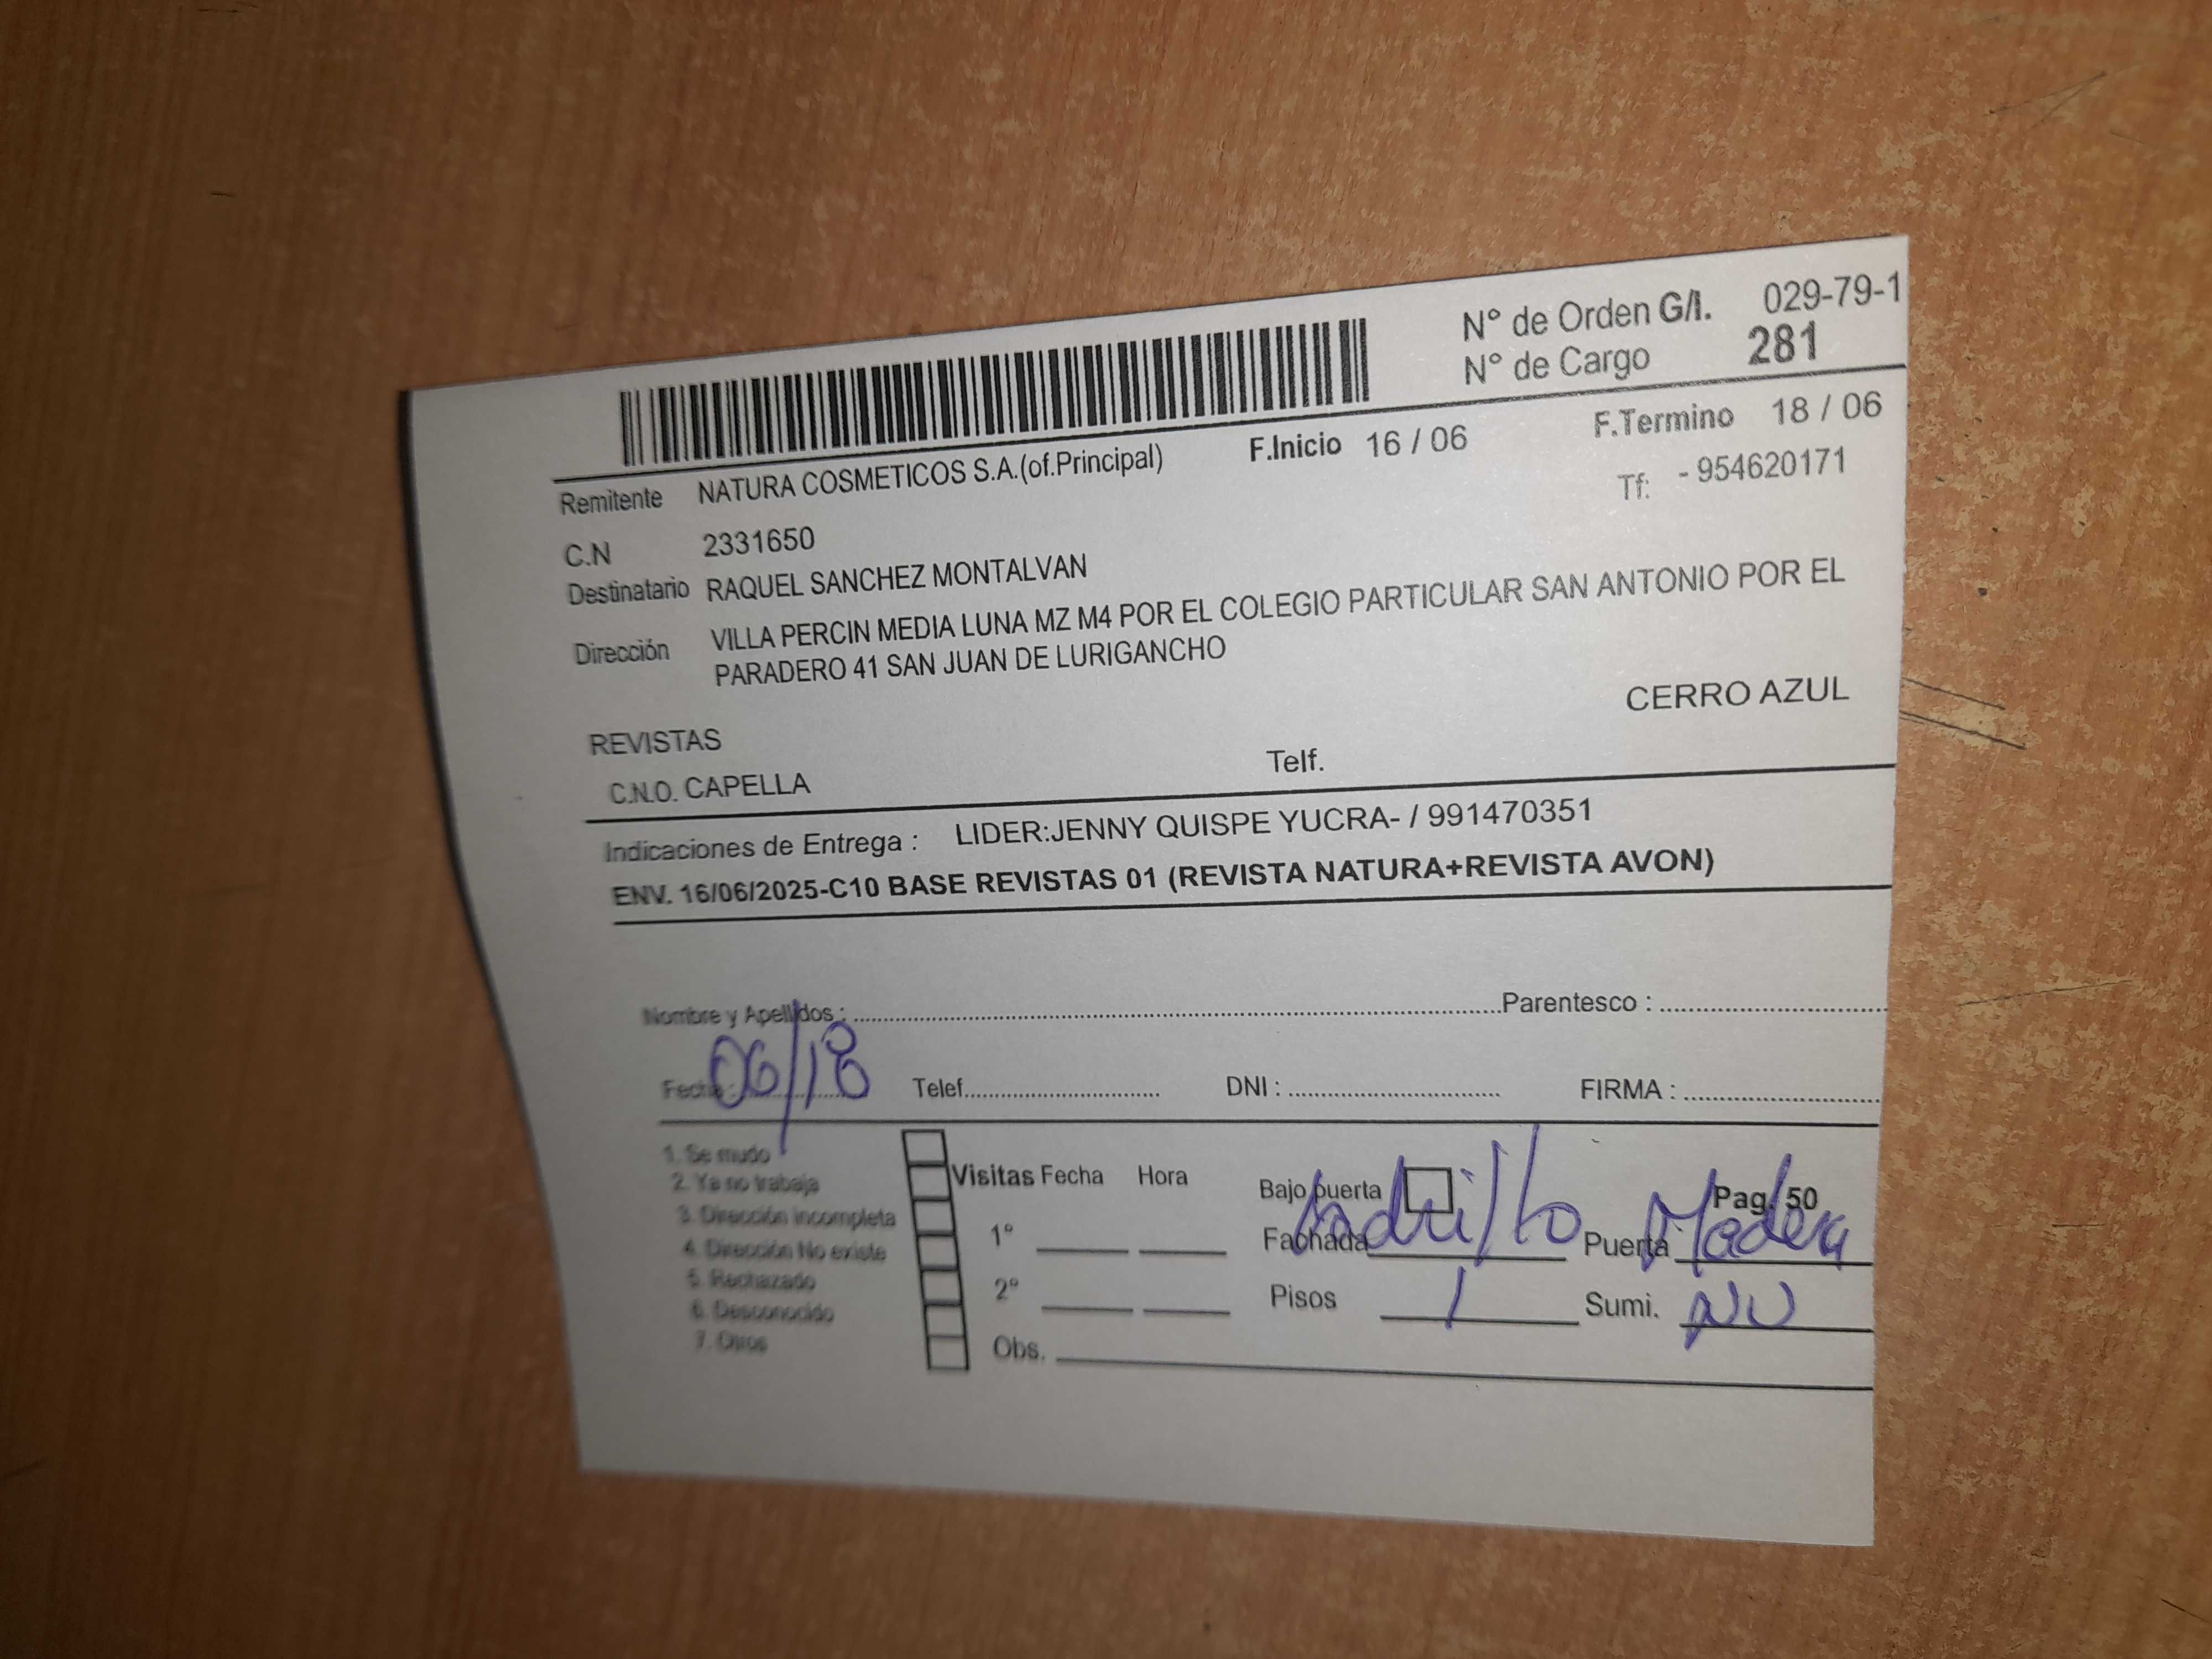 N° de Orden G/I. 029-79-1
N° de Cargo 281
F.Inicio 16 / 06 F.Termino 18 / 06
Remitente NATURA COSMETICOS S.A.(of.Principal) Tf: - 954620171
C.N 2331650
Destinatario RAQUEL SANCHEZ MONTALVAN
Dirección VILLA PERCIN MEDIA LUNA MZ M4 POR EL COLEGIO PARTICULAR SAN ANTONIO POR EL
PARADERO 41 SAN JUAN DE LURIGANCHO
CERRO AZUL
REVISTAS
C.N.O. CAPELLA Telf.
Indicaciones de Entrega : LIDER:JENNY QUISPE YUCRA- / 991470351
ENV. 16/06/2025-C10 BASE REVISTAS 01 (REVISTA NATURA+REVISTA AVON)
Nombre y Apellidos : Parentesco :
Fecha : 06/18 Telef. DNI : FIRMA :
1. Se mudo
2. Ya no trabaja
3. Dirección incompleta
4. Dirección No existe
5. Rechazado
6. Desconocido
7. Otros
Visitas Fecha Hora
1°
2°
Obs.
Bajo puerta Pag. 50
Fachada ladrillo Puerta Madera
Pisos 1 Sumi. NO